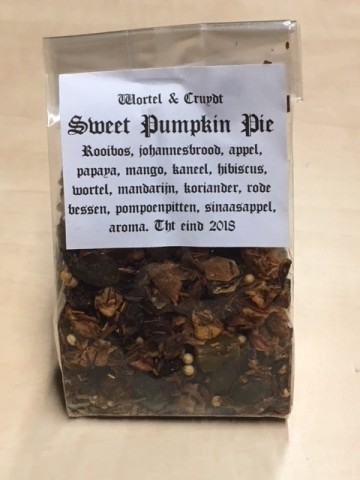 Wortel & Cruydt
Sweet Pumpkin Pie
Rooibos, johannesbrood, appel,
papaya, mango, kaneel, hibiscus,
wortel, mandarijn, koriander, rode
bessen, pompoenpitten, sinaasappel,
aroma. Tht eind 2018